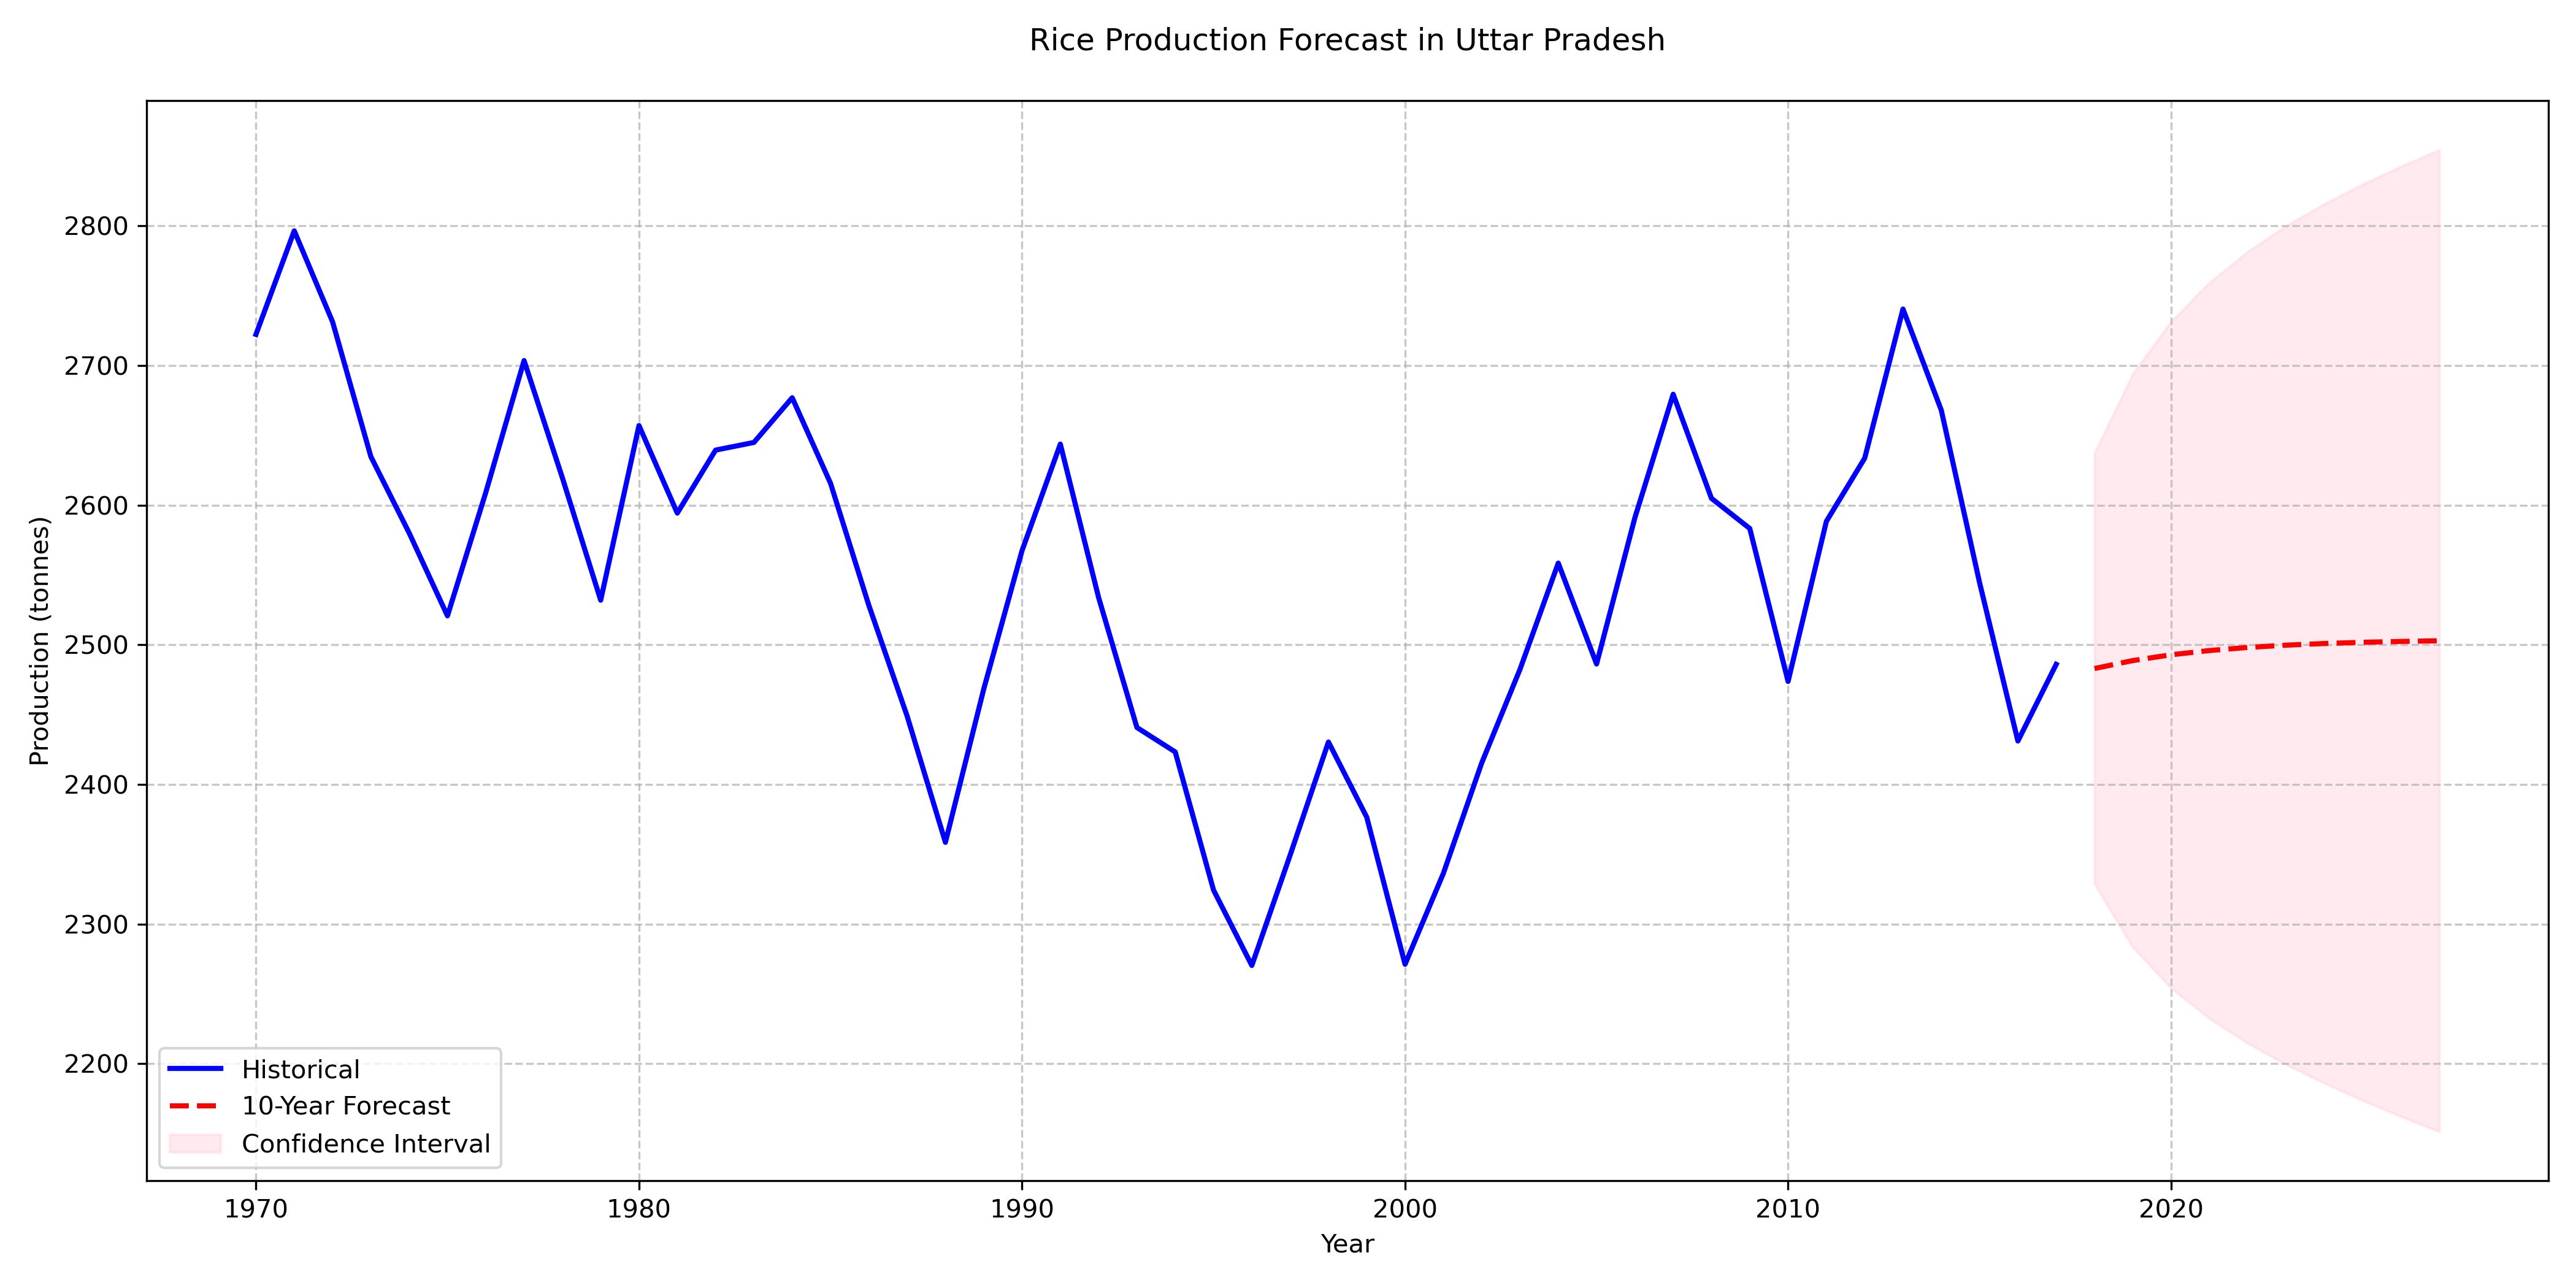 Rice Production Forecast in Uttar Pradesh
Production (tonnes)
2800
2700
2600
2500
2400
2300
2200
Historical
10-Year Forecast
Confidence Interval
1970 1980 1990 2000 2010 2020
Year